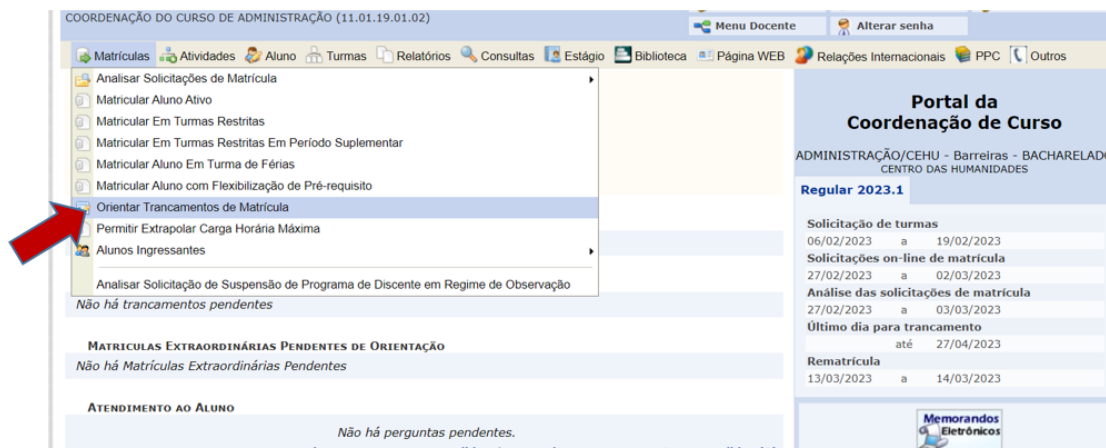 COORDENAÇÃO DO CURSO DE ADMINISTRAÇÃO (11.01.19.01.02)
Menu Docente
Alterar senha
Matrículas Atividades Aluno Turmas Relatórios Consultas Estágio Biblioteca Página WEB Relações Internacionais PPC Outros
Analisar Solicitações de Matrícula
Matricular Aluno Ativo
Matricular Em Turmas Restritas
Matricular Em Turmas Restritas Em Período Suplementar
Matricular Aluno Em Turma de Férias
Matricular Aluno com Flexibilização de Pré-requisito
Orientar Trancamentos de Matrícula
Permitir Extrapolar Carga Horária Máxima
Alunos Ingressantes
Analisar Solicitação de Suspensão de Programa de Discente em Regime de Observação
Não há trancamentos pendentes
MATRICULAS EXTRAORDINÁRIAS PENDENTES DE ORIENTAÇÃO
Não há Matrículas Extraordinárias Pendentes
ATENDIMENTO AO ALUNO
Não há perguntas pendentes.
Portal da
Coordenação de Curso
ADMINISTRAÇÃO/CEHU - Barreiras - BACHARELADO
CENTRO DAS HUMANIDADES
Regular 2023.1
Solicitação de turmas
06/02/2023 a 19/02/2023
Solicitações on-line de matrícula
27/02/2023 a 02/03/2023
Análise das solicitações de matrícula
27/02/2023 a 03/03/2023
Último dia para trancamento
até 27/04/2023
Rematrícula
13/03/2023 a 14/03/2023
Memorandos
Eletrônicos